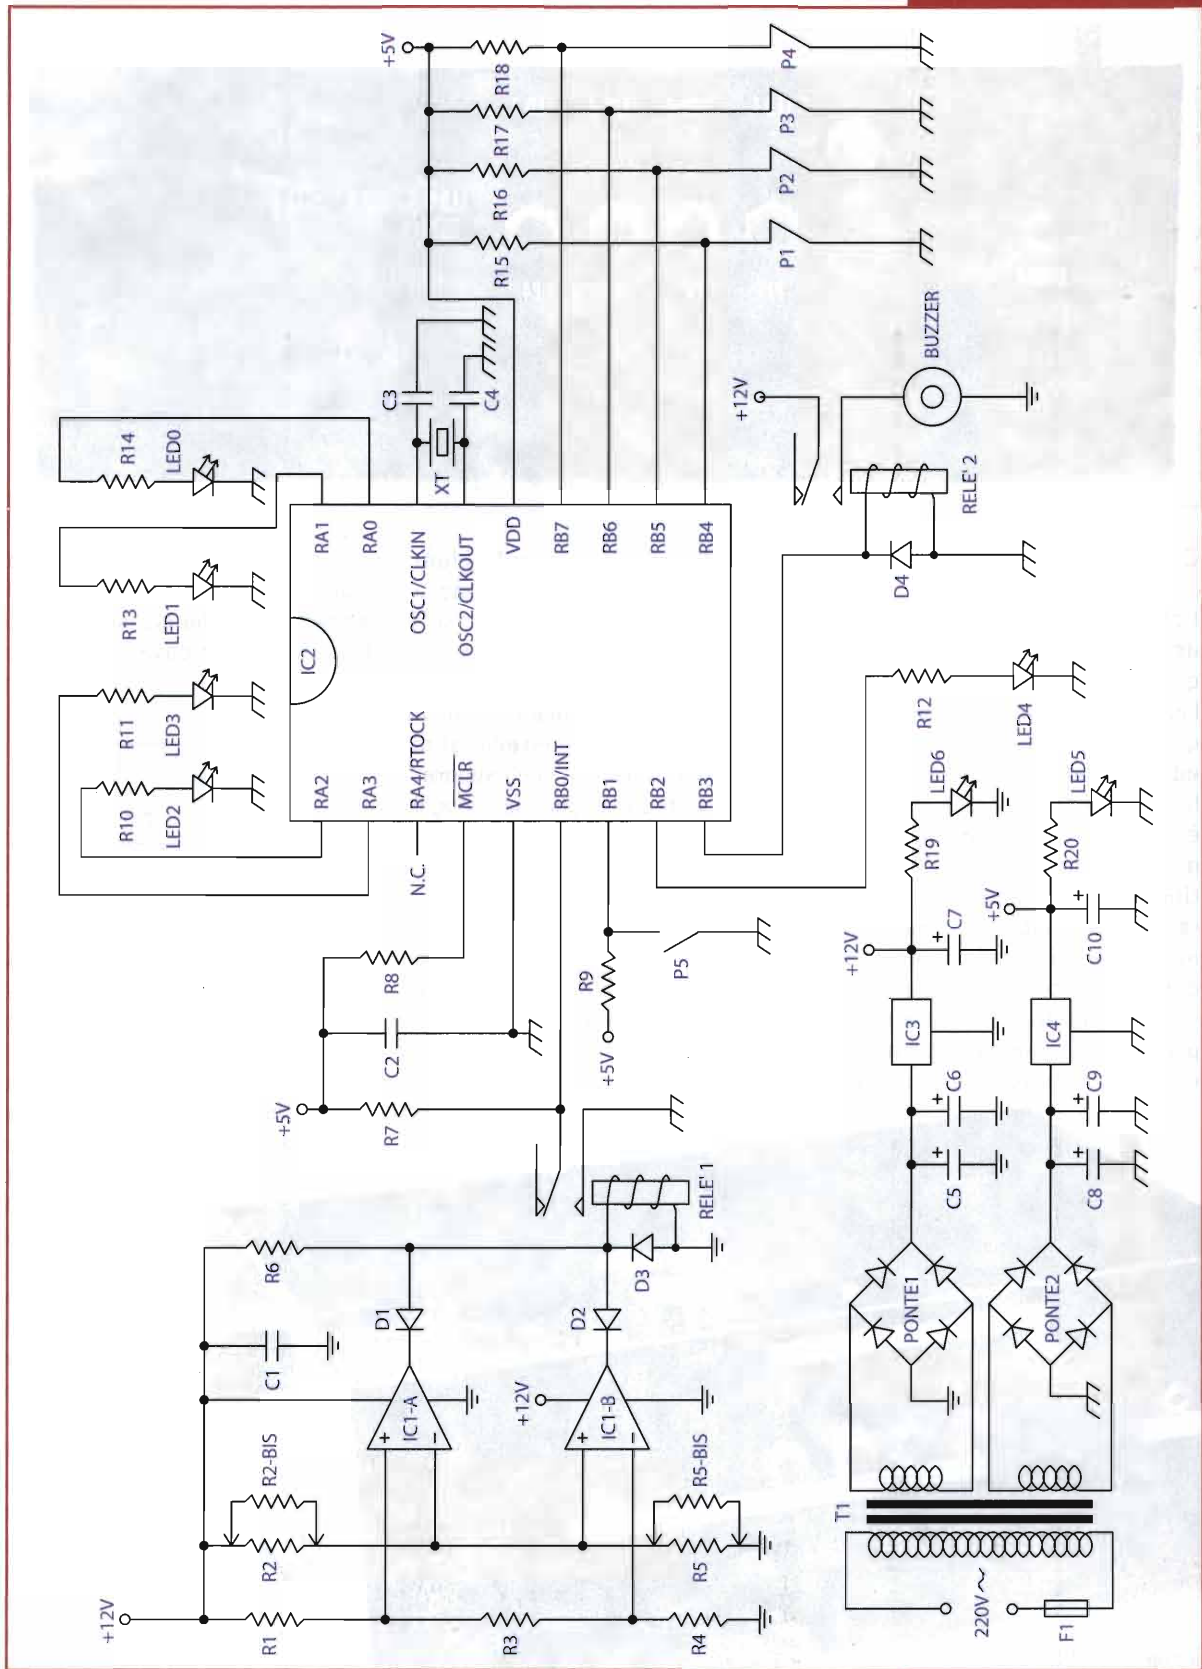 +12V
R1
R3
R4
R2
R2-BIS
R5
R5-BIS
C1
R6
+
−
IC1-A
D1
+12V
+
−
IC1-B
D2
D3
RELE' 1
+5V
R7
C2
R8
+5V
R9
P5
N.C.
RA2
RA3
RA4/RTOCK
MCLR
VSS
RB0/INT
RB1
RB2
RB3
IC2
RA1
RA0
OSC1/CLKIN
OSC2/CLKOUT
VDD
RB7
RB6
RB5
RB4
R10
LED2
R11
LED3
R13
LED1
R14
LED0
XT
C3
C4
+5V
R15
R16
R17
R18
P1
P2
P3
P4
+12V
BUZZER
RELE' 2
D4
R12
LED4
220V ~
F1
T1
PONTE1
PONTE2
+
C5
+
C6
IC3
+12V
+
C7
R19
LED6
+
C8
+
C9
IC4
+5V
+
C10
R20
LED5